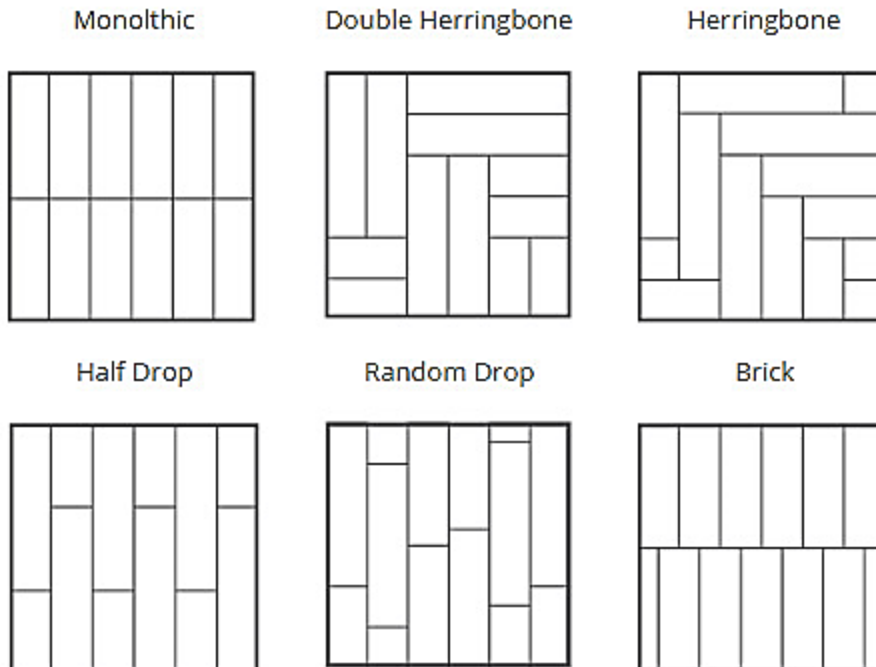 Monolthic
Double Herringbone
Herringbone
Half Drop
Random Drop
Brick